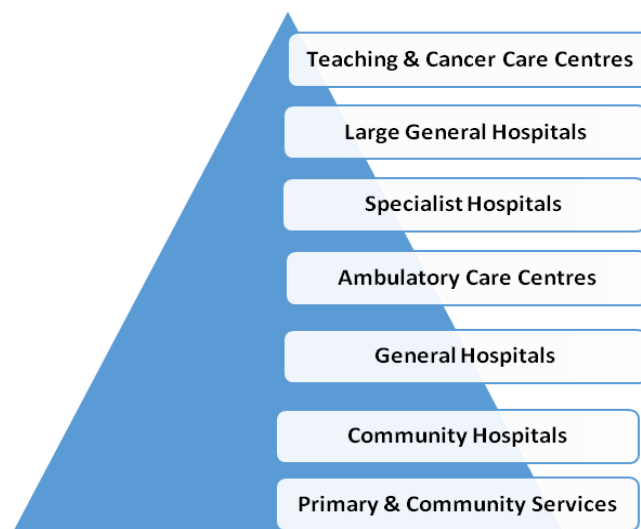 Teaching & Cancer Care Centres
Large General Hospitals
Specialist Hospitals
Ambulatory Care Centres
General Hospitals
Community Hospitals
Primary & Community Services